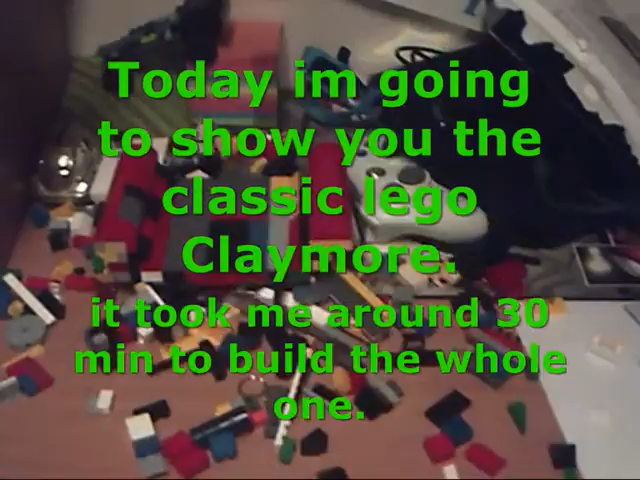 Today im going
to show you the
classic lego
Claymore.
it took me around 30
min to build the whole
one.